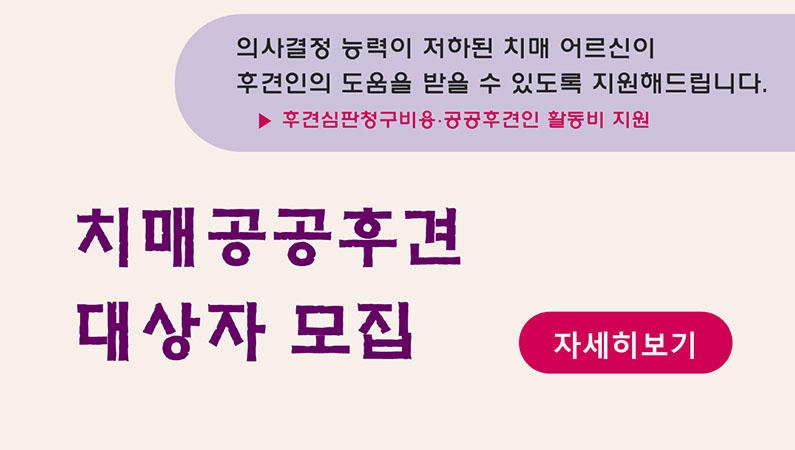 의사결정 능력이 저하된 치매 어르신이
후견인의 도움을 받을 수 있도록 지원해드립니다.
▶ 후견심판청구비용·공공후견인 활동비 지원
치매공공후견
대상자 모집
자세히보기